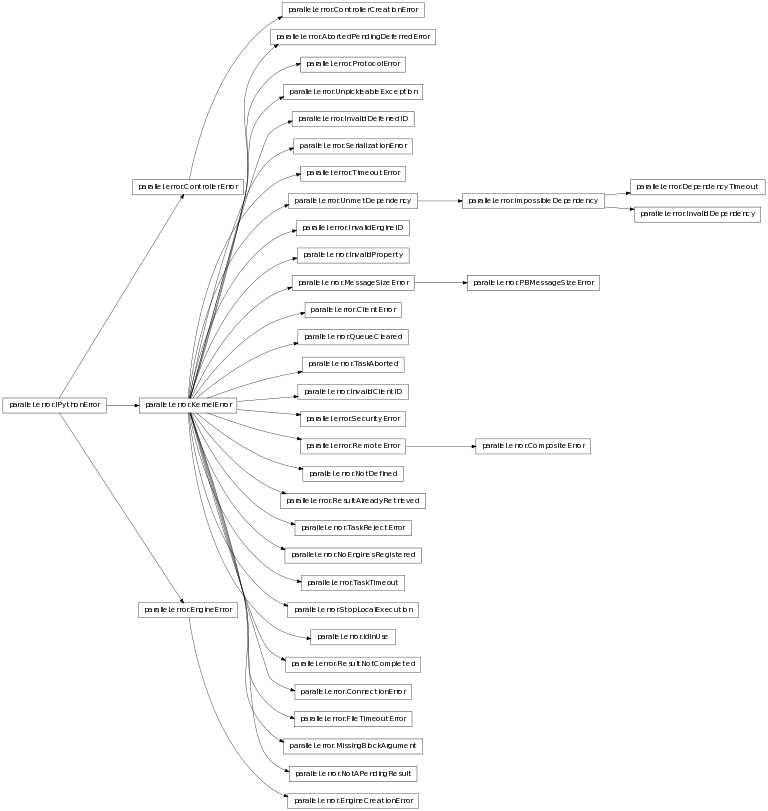 parallel.error.ControllerCreationError
parallel.error.AbortedPendingDeferredError
parallel.error.ProtocolError
parallel.error.UnpickleableException
parallel.error.InvalidDeferredID
parallel.error.SerializationError
parallel.error.TimeoutError
parallel.error.ControllerError
parallel.error.DependencyTimeout
parallel.error.UnmetDependency
parallel.error.ImpossibleDependency
parallel.error.InvalidDependency
parallel.error.InvalidEngineID
parallel.error.InvalidProperty
parallel.error.MessageSizeError
parallel.error.PBMessageSizeError
parallel.error.ClientError
parallel.error.QueueCleared
parallel.error.TaskAborted
parallel.error.InvalidClientID
parallel.error.IPythonError
parallel.error.KernelError
parallel.error.SecurityError
parallel.error.RemoteError
parallel.error.CompositeError
parallel.error.NotDefined
parallel.error.ResultAlreadyRetrieved
parallel.error.TaskRejectError
parallel.error.NoEnginesRegistered
parallel.error.TaskTimeout
parallel.error.EngineError
parallel.error.StopLocalExecution
parallel.error.IdInUse
parallel.error.ResultNotCompleted
parallel.error.ConnectionError
parallel.error.FileTimeoutError
parallel.error.MissingBlockArgument
parallel.error.NotAPendingResult
parallel.error.EngineCreationError